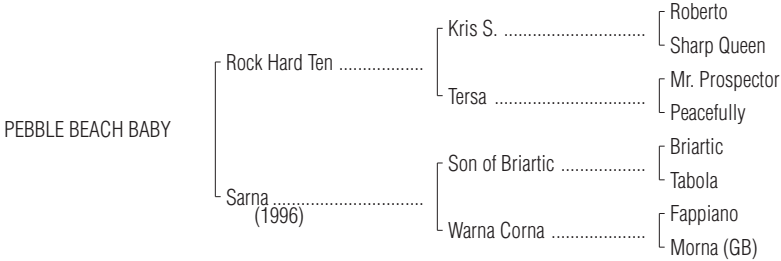 Roberto
Kris S. ..............................
Sharp Queen
Rock Hard Ten ..................
Mr. Prospector
Tersa ................................
Peacefully
PEBBLE BEACH BABY
Briartic
Son of Briartic ..................
Tabola
Sarna ................................
(1996)
Fappiano
Warna Corna ....................
Morna (GB)